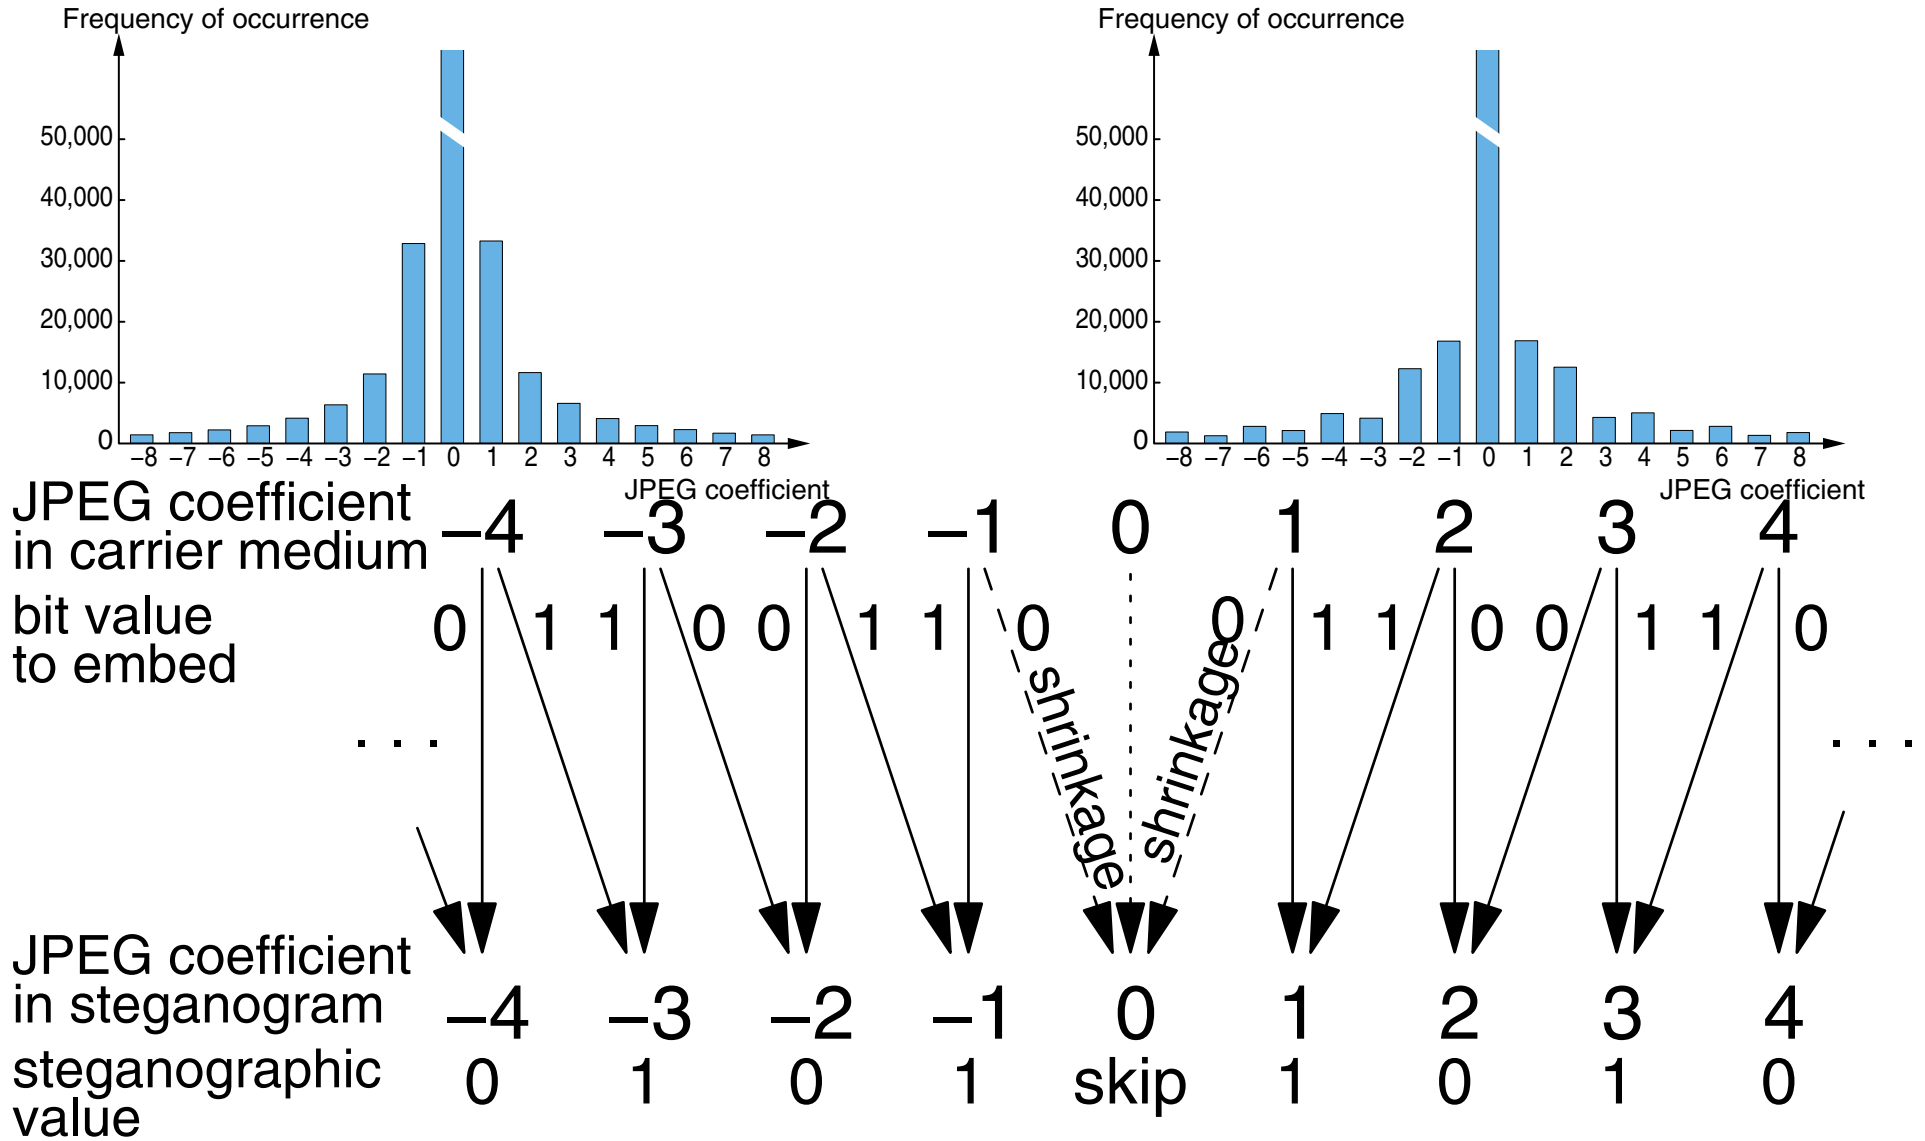 Frequency of occurrence
50,000
40,000
30,000
20,000
10,000
0
–8 –7 –6 –5 –4 –3 –2 –1 0 1 2 3 4 5 6 7 8
JPEG coefficient
Frequency of occurrence
50,000
40,000
30,000
20,000
10,000
0
–8 –7 –6 –5 –4 –3 –2 –1 0 1 2 3 4 5 6 7 8
JPEG coefficient
JPEG coefficient
in carrier medium
–4 –3 –2 –1 0 1 2 3 4
bit value
to embed
0 1 1 0 0 1 1 0 0 1 1 0 0 1 1 0
shrinkage
shrinkage
. . .
. . .
JPEG coefficient
in steganogram
–4 –3 –2 –1 0 1 2 3 4
steganographic
value
0 1 0 1 skip 1 0 1 0